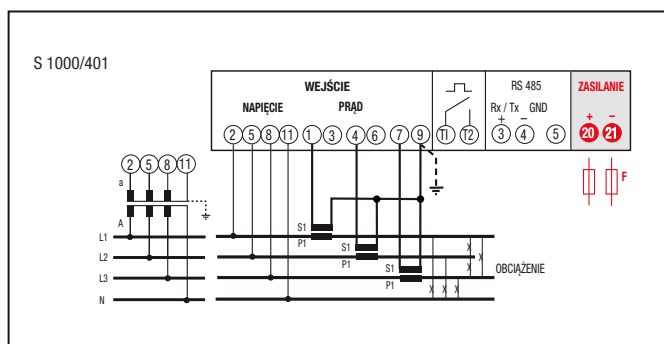 S 1000/401
WEJŚCIE
RS 485
ZASILANIE
NAPIĘCIE PRĄD
Rx / Tx GND
+ − + −
2 5 8 11 1 3 4 6 7 9 T1 T2 3 4 5 20 21
2 5 8 11
F
a
A
S1
L1
P1
S1
L2
P1
S1
OBCIĄŻENIE
L3
P1
N
X X X X X X